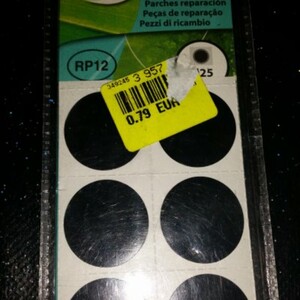 Parches reparación
Peças de reparação
Pezzi di ricambio
RP12
25
3 957
0.79 EUR